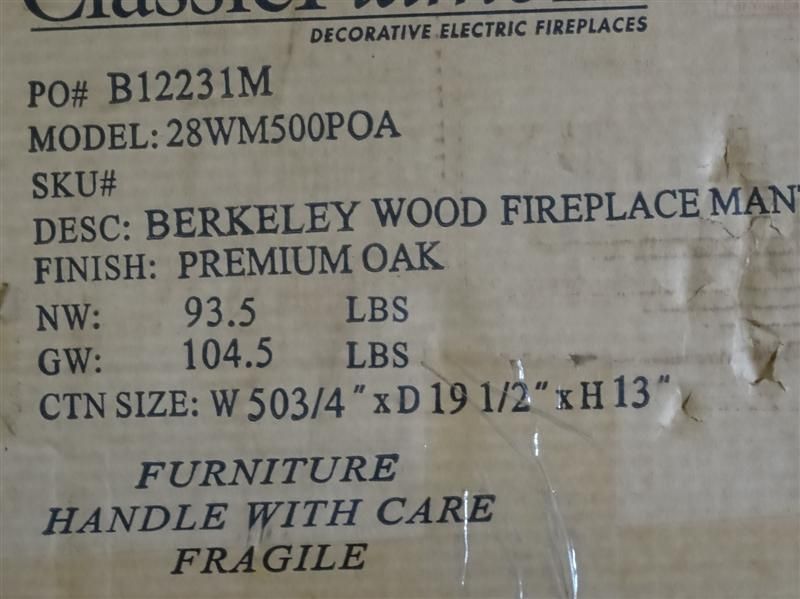 DECORATIVE ELECTRIC FIREPLACES
PO# B12231M
MODEL: 28WM500POA
SKU#
DESC: BERKELEY WOOD FIREPLACE MAN
FINISH: PREMIUM OAK
NW: 93.5 LBS
GW: 104.5 LBS
CTN SIZE: W 503/4" x D 19 1/2" x H 13"
FURNITURE
HANDLE WITH CARE
FRAGILE